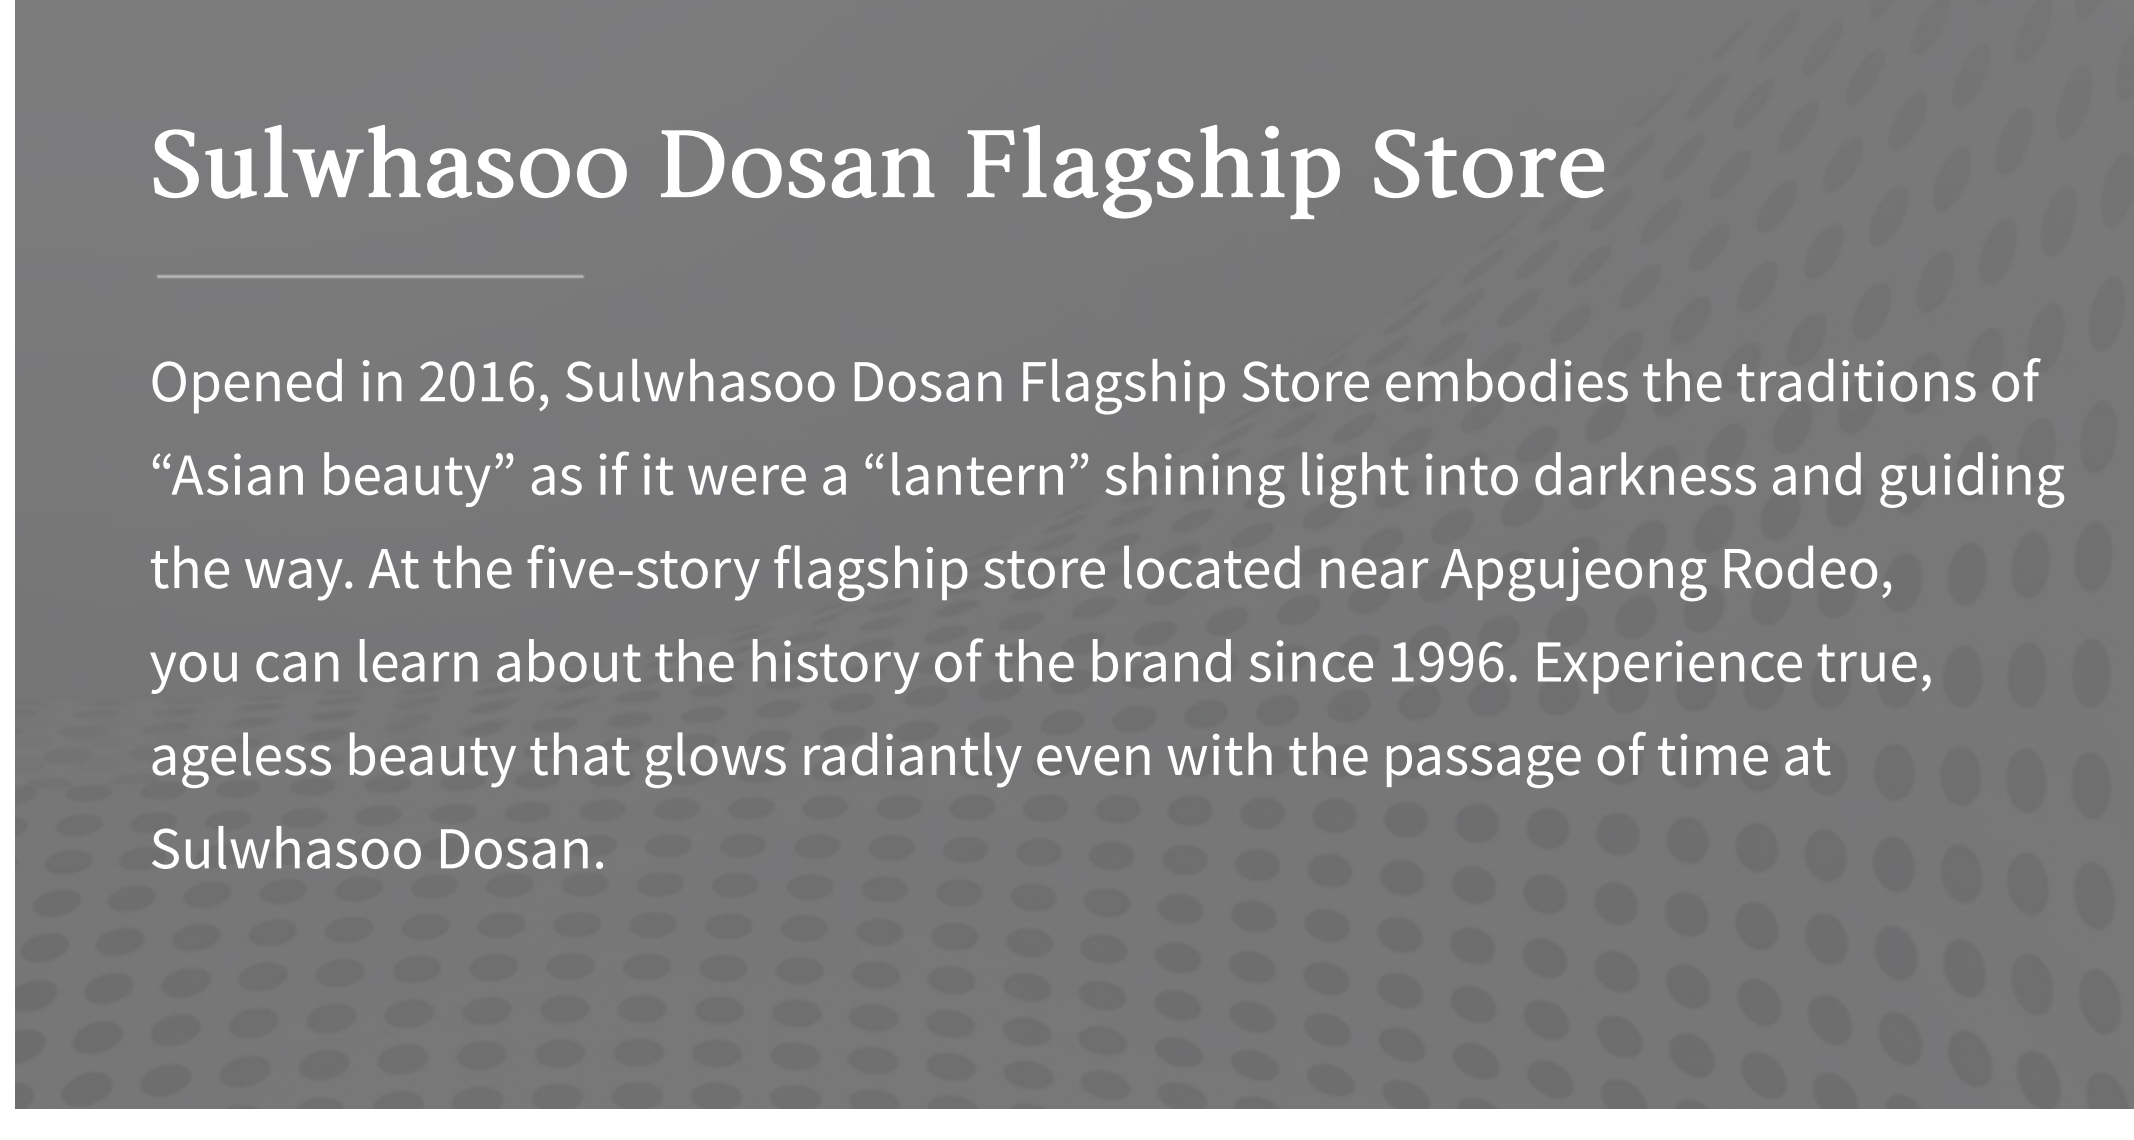 Sulwhasoo Dosan Flagship Store
Opened in 2016, Sulwhasoo Dosan Flagship Store embodies the traditions of
“Asian beauty” as if it were a “lantern” shining light into darkness and guiding
the way. At the five-story flagship store located near Apgujeong Rodeo,
you can learn about the history of the brand since 1996. Experience true,
ageless beauty that glows radiantly even with the passage of time at
Sulwhasoo Dosan.